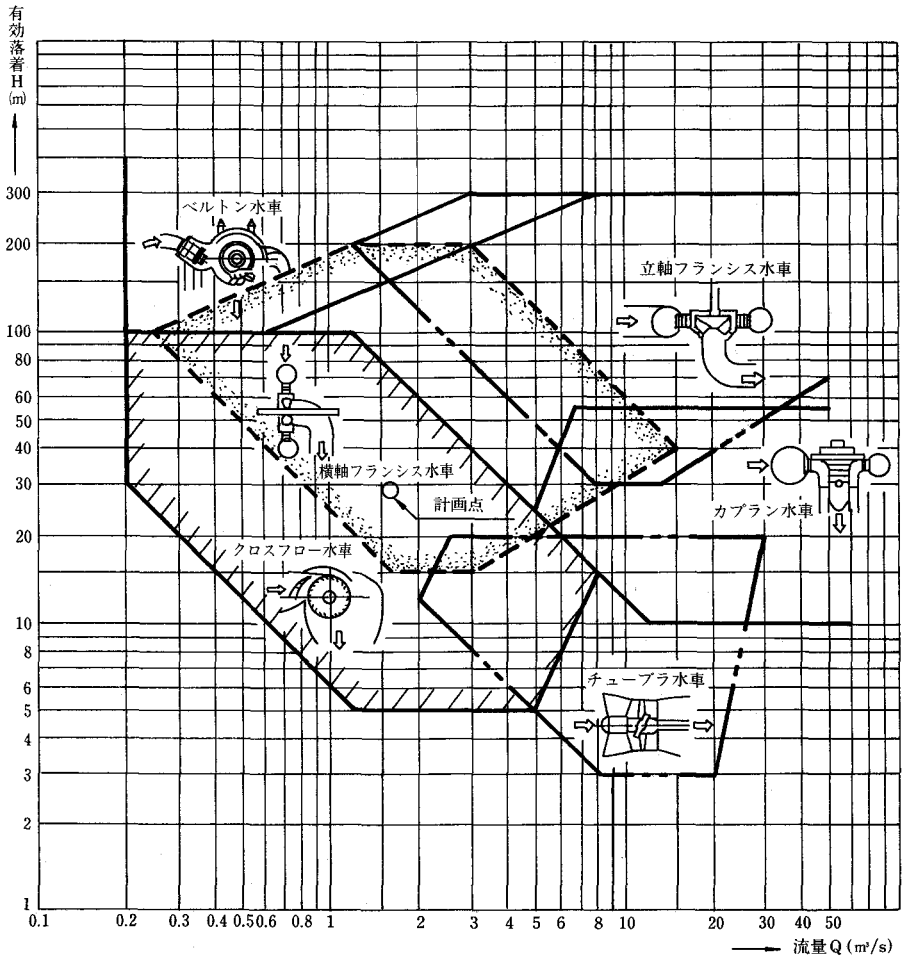 有効落着H(m)
300
200
100
80
60
50
40
30
20
10
8
6
5
4
3
2
1
0.1 0.2 0.3 0.4 0.5 0.6 0.8 1 2 3 4 5 6 8 10 20 30 40 50
流量Q(m³/s)
ペルトン水車
立軸フランシス水車
横軸フランシス水車
計画点
カプラン水車
クロスフロー水車
チューブラ水車